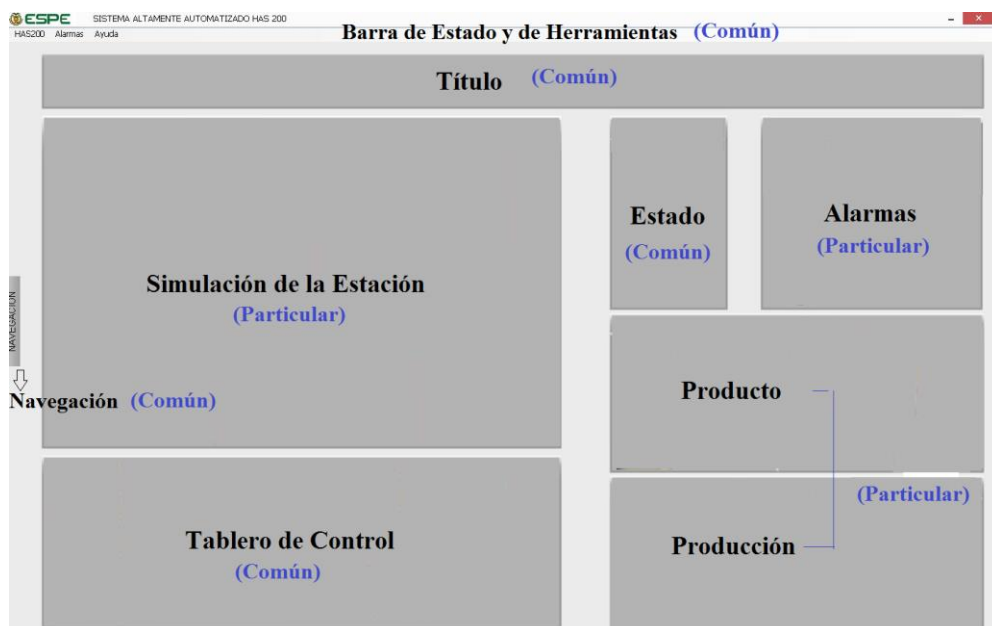 ESPE SISTEMA ALTAMENTE AUTOMATIZADO HAS 200
HAS200 Alarmas Ayuda
Barra de Estado y de Herramientas (Común)
Título (Común)
Estado
(Común)
Alarmas
(Particular)
Simulación de la Estación
(Particular)
NAVEGACION
Navegación (Común)
Producto
(Particular)
Producción
Tablero de Control
(Común)